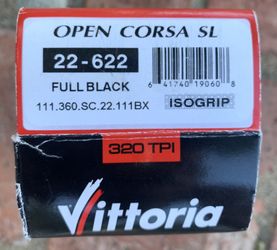 OPEN CORSA SL
22-622
6 41740 19060 8
FULL BLACK
111.360.SC.22.111BX
ISOGRIP
320 TPI
Vittoria